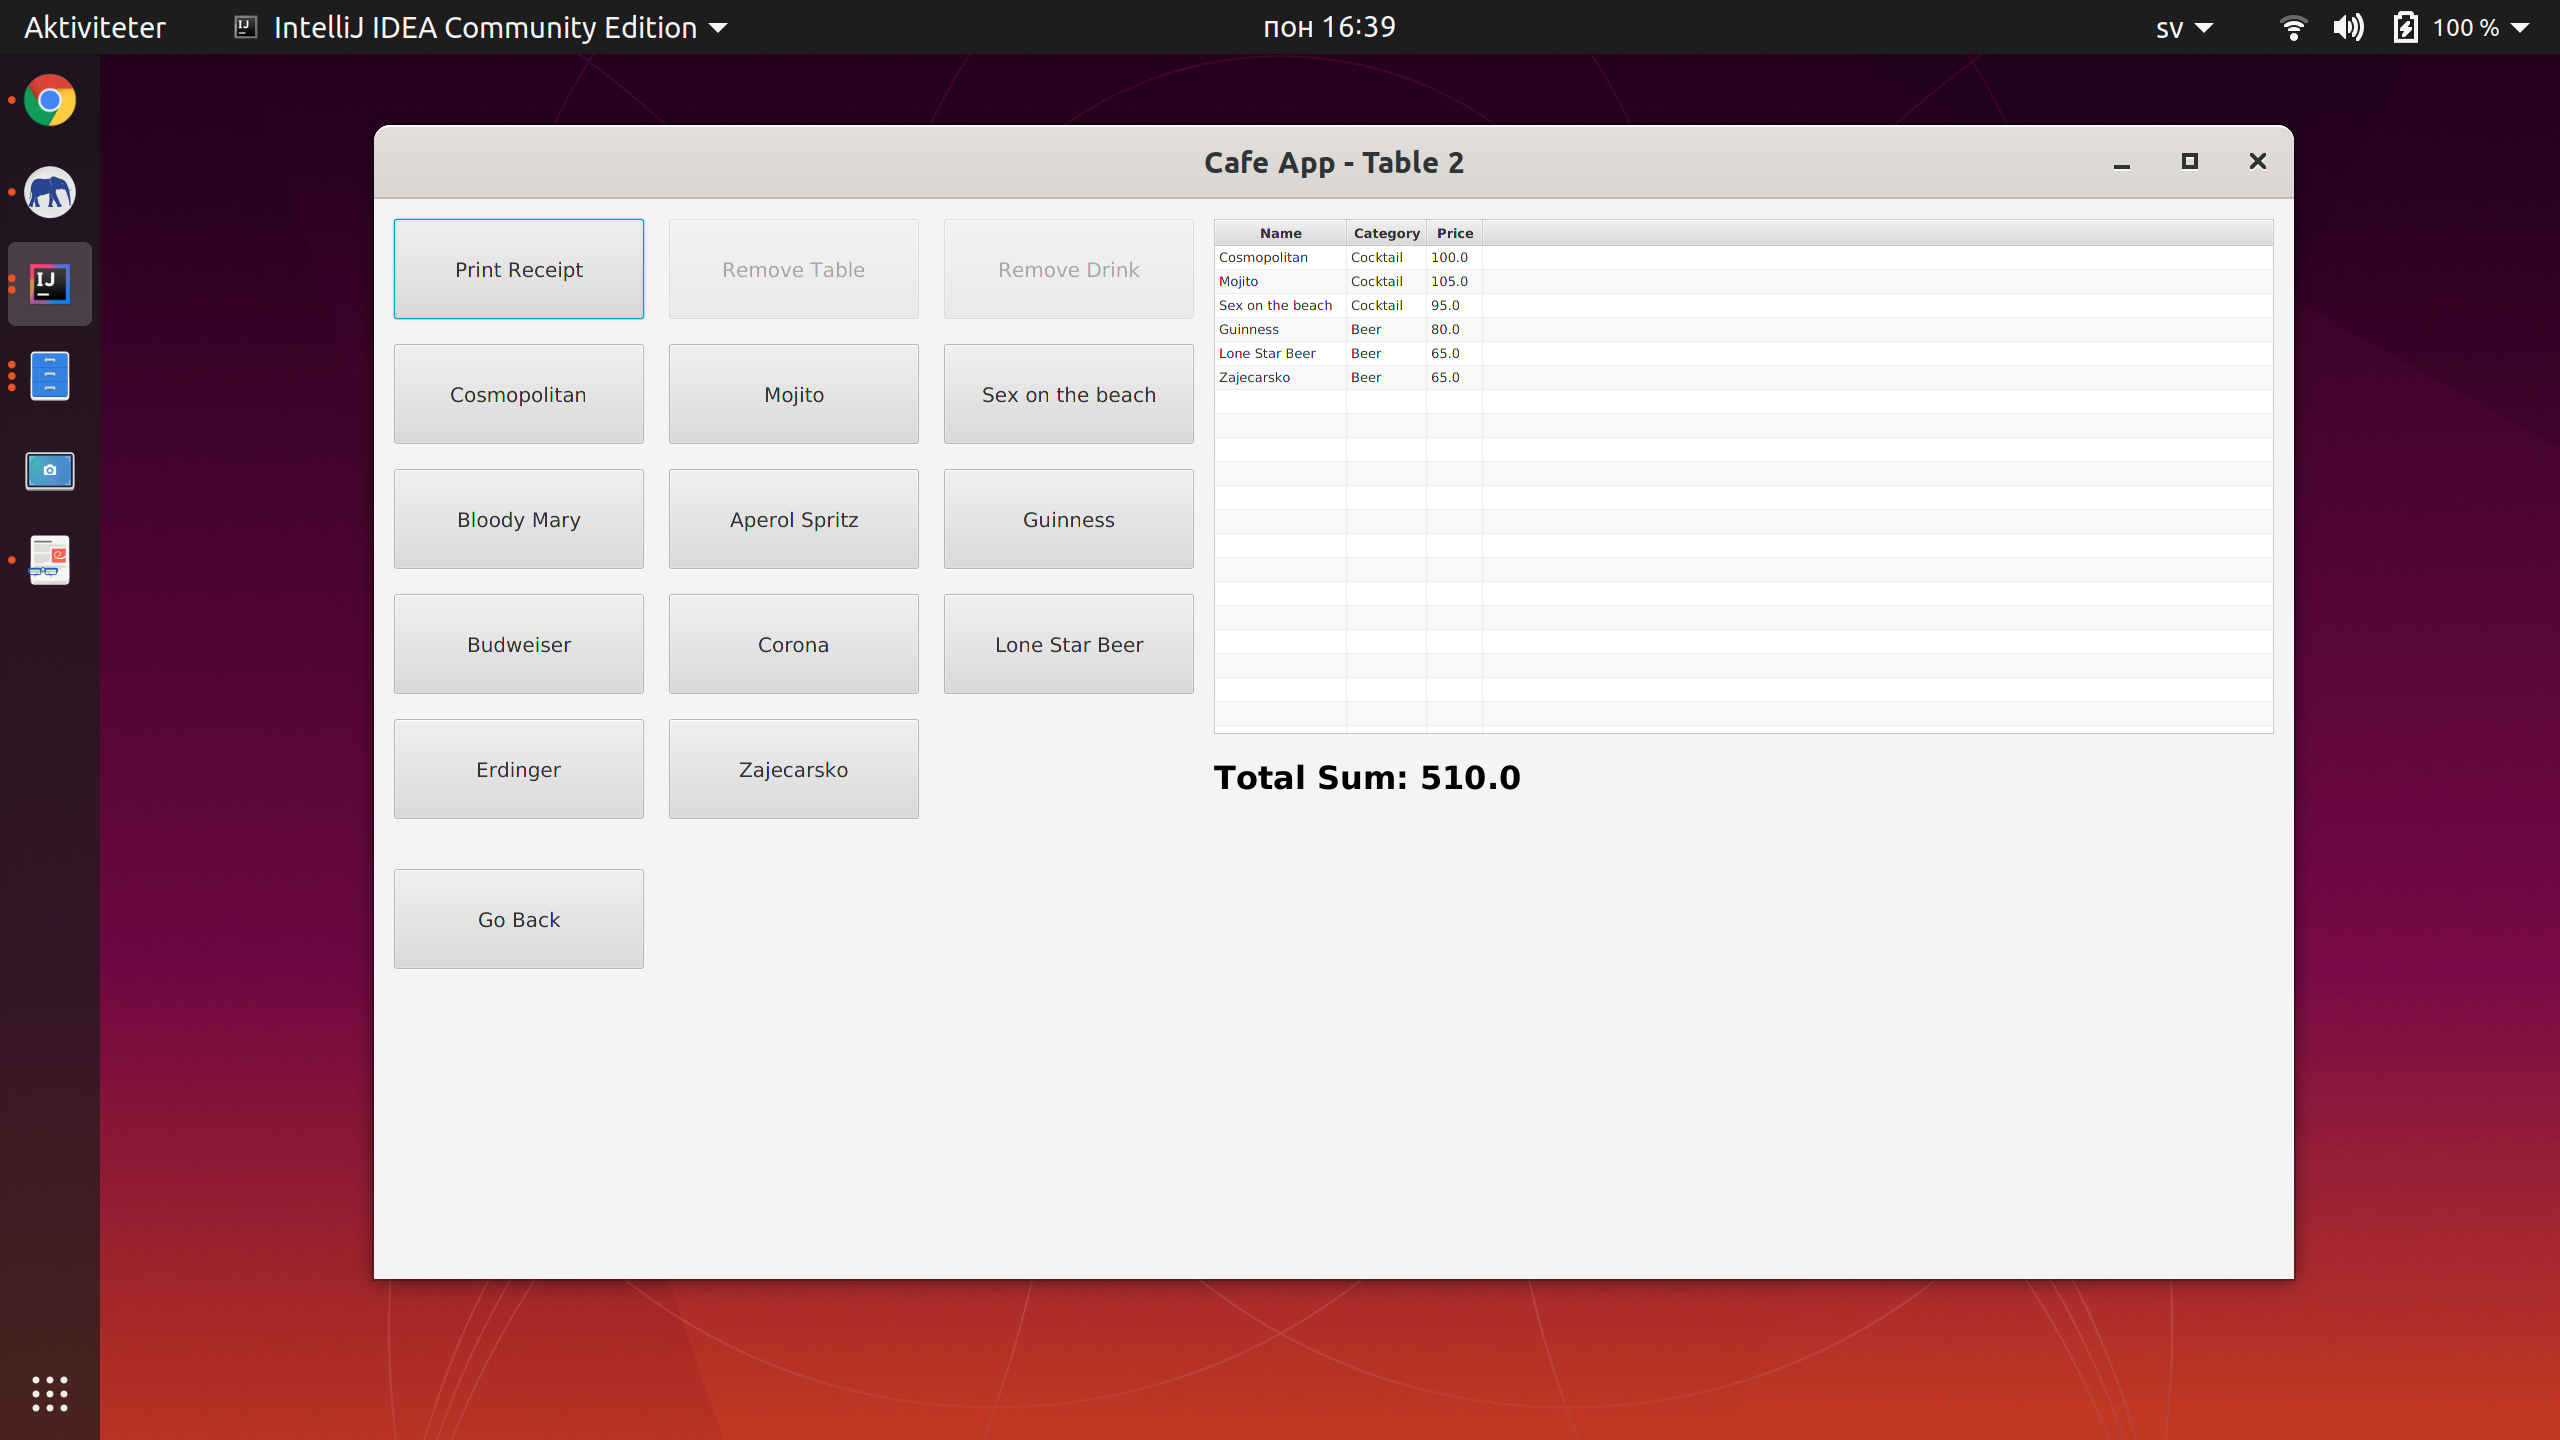 Aktiviteter IntelliJ IDEA Community Edition пон 16:39 sv 100 %
Cafe App - Table 2
Print Receipt Remove Table Remove Drink
Cosmopolitan Mojito Sex on the beach
Bloody Mary Aperol Spritz Guinness
Budweiser Corona Lone Star Beer
Erdinger Zajecarsko
Go Back
Name Category Price
Cosmopolitan Cocktail 100.0
Mojito Cocktail 105.0
Sex on the beach Cocktail 95.0
Guinness Beer 80.0
Lone Star Beer Beer 65.0
Zajecarsko Beer 65.0
Total Sum: 510.0
IJ